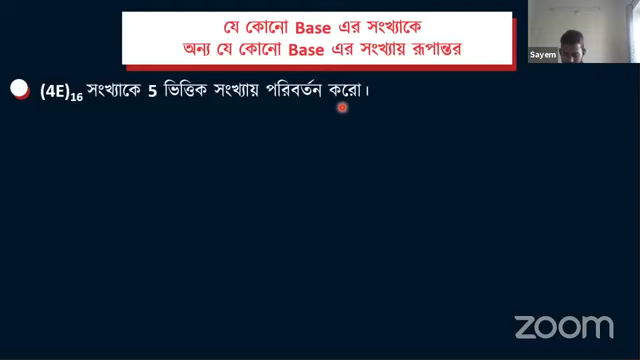 যে কোনো Base এর সংখ্যাকে
অন্য যে কোনো Base এর সংখ্যায় রূপান্তর
Sayem
(4E)16 সংখ্যাকে 5 ভিত্তিক সংখ্যায় পরিবর্তন করো।
zoom